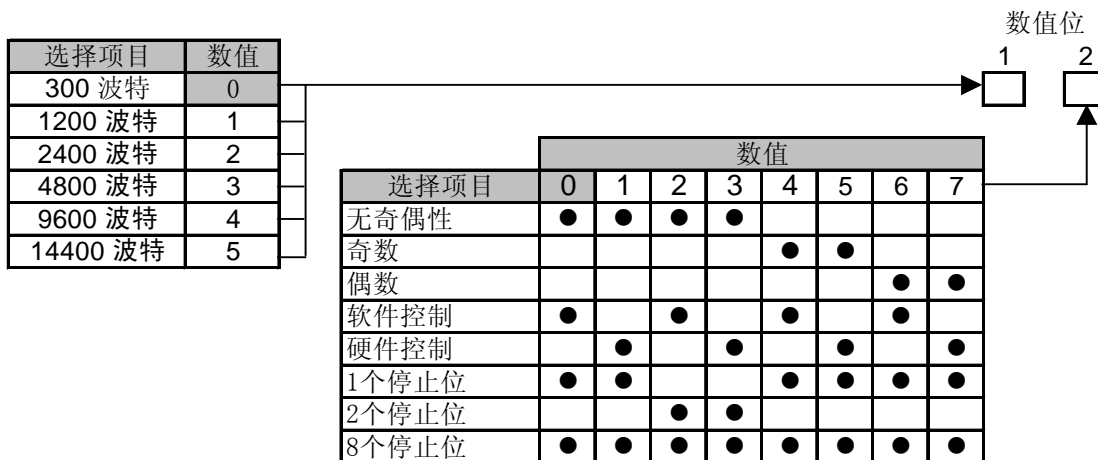 数值位
1 2
选择项目 数值
300 波特 0
1200 波特 1
2400 波特 2
4800 波特 3
9600 波特 4
14400 波特 5
数值
选择项目 0 1 2 3 4 5 6 7
无奇偶性 ● ● ● ●
奇数 ● ●
偶数 ● ●
软件控制 ● ● ● ●
硬件控制 ● ● ● ●
1个停止位 ● ● ● ● ● ●
2个停止位 ● ●
8个停止位 ● ● ● ● ● ● ● ●